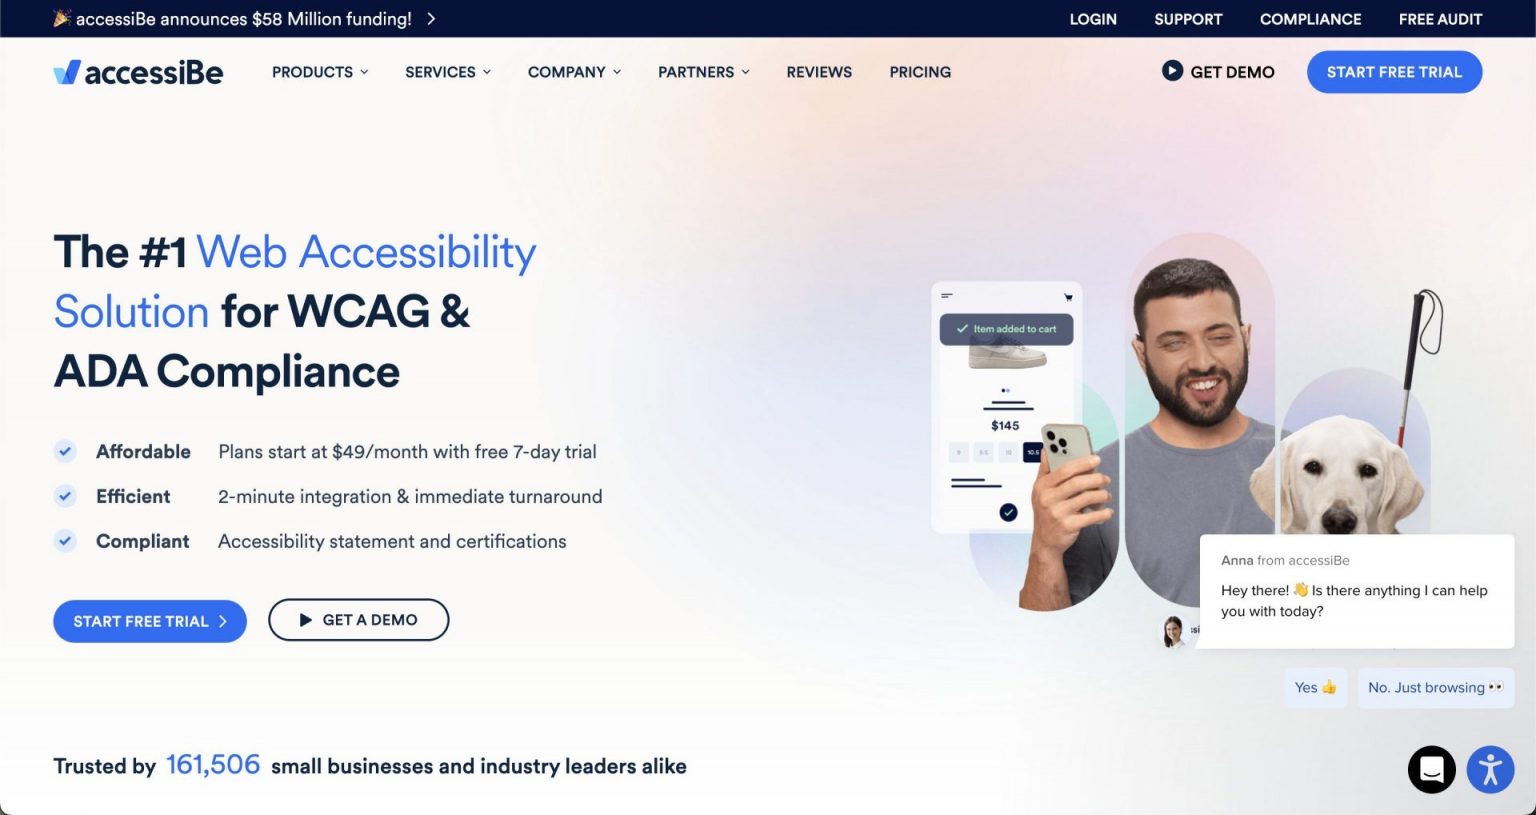 🎉 accessiBe announces $58 Million funding!
LOGIN SUPPORT COMPLIANCE FREE AUDIT
accessiBe PRODUCTS SERVICES COMPANY PARTNERS REVIEWS PRICING GET DEMO START FREE TRIAL
The #1 Web Accessibility
Solution for WCAG &
ADA Compliance
Affordable Plans start at $49/month with free 7-day trial
Efficient 2-minute integration & immediate turnaround
Compliant Accessibility statement and certifications
START FREE TRIAL GET A DEMO
Item added to cart
$145
9 9.5 10 10.5
Anna from accessiBe
Hey there! 👋 Is there anything I can help
you with today?
Yes 👍 No. Just browsing 👀
Trusted by 161,506 small businesses and industry leaders alike